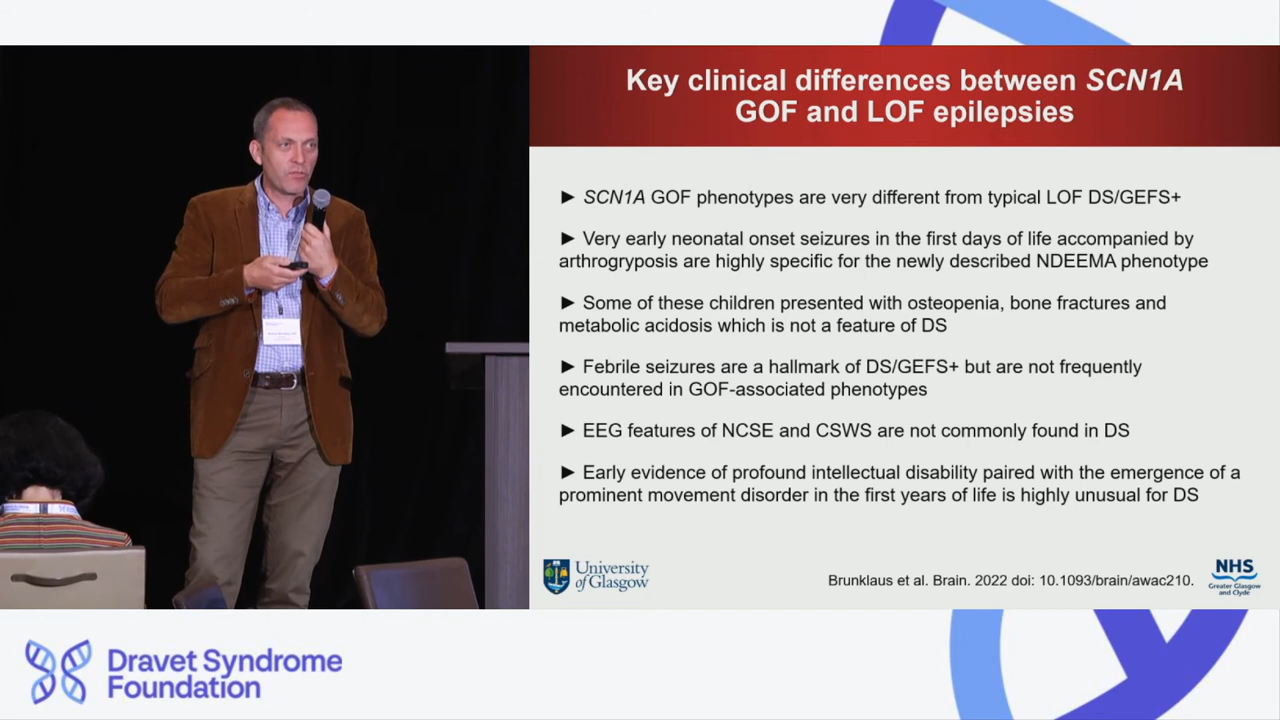 Key clinical differences between SCN1A
GOF and LOF epilepsies
► SCN1A GOF phenotypes are very different from typical LOF DS/GEFS+
► Very early neonatal onset seizures in the first days of life accompanied by
arthrogryposis are highly specific for the newly described NDEEMA phenotype
► Some of these children presented with osteopenia, bone fractures and
metabolic acidosis which is not a feature of DS
► Febrile seizures are a hallmark of DS/GEFS+ but are not frequently
encountered in GOF-associated phenotypes
► EEG features of NCSE and CSWS are not commonly found in DS
► Early evidence of profound intellectual disability paired with the emergence of a
prominent movement disorder in the first years of life is highly unusual for DS
University
of Glasgow
Brunklaus et al. Brain. 2022 doi: 10.1093/brain/awac210.
NHS
Greater Glasgow
and Clyde
Dravet Syndrome
Foundation